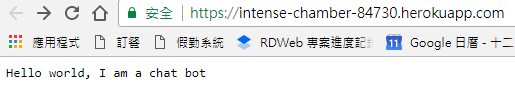 安全 | https://intense-chamber-84730.herokuapp.com
應用程式 訂餐 假勤系統 RDWeb 專案進度記 11 Google 日曆 - 十二
Hello world, I am a chat bot